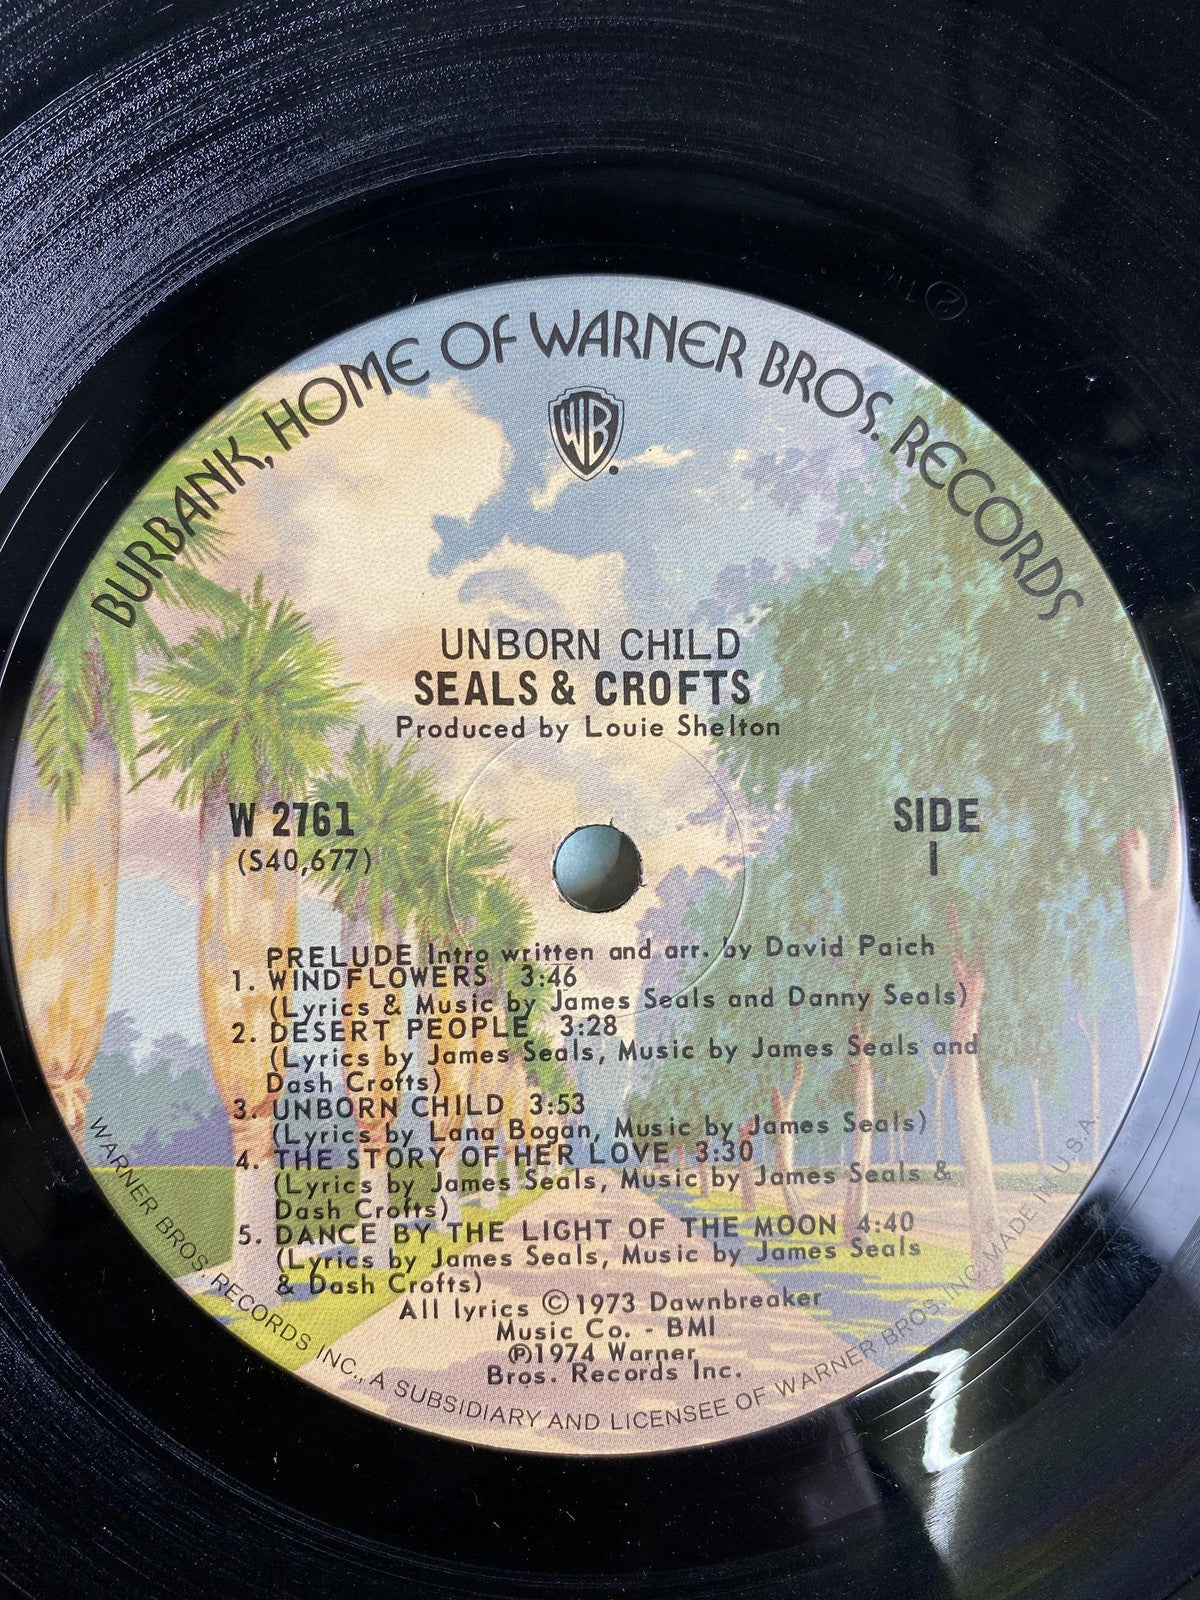 BURBANK, HOME OF WARNER BROS. RECORDS
WB
UNBORN CHILD
SEALS & CROFTS
Produced by Louie Shelton
W 2761
(S40,677)
SIDE
I
PRELUDE Intro written and arr. by David Paich
1. WINDFLOWERS 3:46
(Lyrics & Music by James Seals and Danny Seals)
2. DESERT PEOPLE 3:28
(Lyrics by James Seals, Music by James Seals and
Dash Crofts)
3. UNBORN CHILD 3:53
(Lyrics by Lana Bogan, Music by James Seals)
4. THE STORY OF HER LOVE 3:30
(Lyrics by James Seals, Music by James Seals &
Dash Crofts)
5. DANCE BY THE LIGHT OF THE MOON 4:40
(Lyrics by James Seals, Music by James Seals
& Dash Crofts)
All lyrics ©1973 Dawnbreaker
Music Co. - BMI
℗1974 Warner
Bros. Records Inc.
WARNER BROS. RECORDS INC., A SUBSIDIARY AND LICENSEE OF WARNER BROS. INC. MADE IN U.S.A.